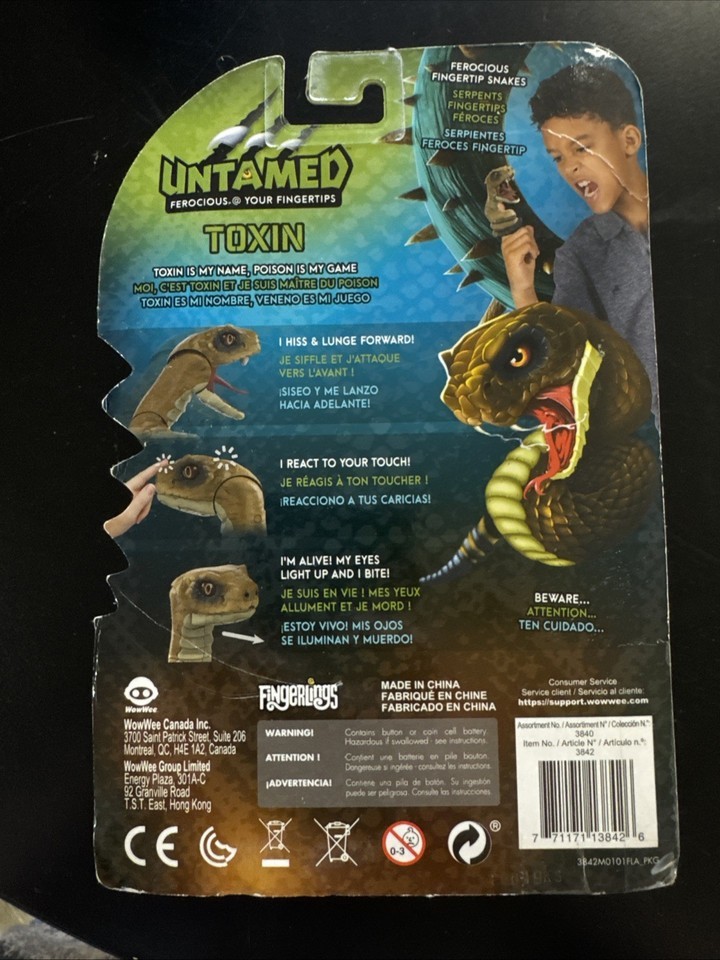 FEROCIOUS
FINGERTIP SNAKES
SERPENTS
FINGERTIPS
FÉROCES
SERPIENTES
FEROCES FINGERTIP
UNTAMED
FEROCIOUS @ YOUR FINGERTIPS
TOXIN
TOXIN IS MY NAME, POISON IS MY GAME
MOI, C'EST TOXIN ET JE SUIS MAÎTRE DU POISON
TOXIN ES MI NOMBRE, VENENO ES MI JUEGO
I HISS & LUNGE FORWARD!
JE SIFFLE ET J'ATTAQUE
VERS L'AVANT !
¡SISEO Y ME LANZO
HACIA ADELANTE!
I REACT TO YOUR TOUCH!
JE RÉAGIS À TON TOUCHER !
¡REACCIONO A TUS CARICIAS!
I'M ALIVE! MY EYES
LIGHT UP AND I BITE!
JE SUIS EN VIE ! MES YEUX
ALLUMENT ET JE MORD !
¡ESTOY VIVO! MIS OJOS
SE ILUMINAN Y MUERDO!
BEWARE...
ATTENTION...
TEN CUIDADO...
WowWee
WowWee Canada Inc.
3700 Saint Patrick Street, Suite 206
Montreal, QC, H4E 1A2, Canada
WowWee Group Limited
Energy Plaza, 301A-C
92 Granville Road
T.S.T. East, Hong Kong
FiNGERLiNGS
MADE IN CHINA
FABRIQUÉ EN CHINE
FABRICADO EN CHINA
WARNING!
Contains button or coin cell battery.
Hazardous if swallowed - see instructions.
ATTENTION !
Contient une batterie en pile bouton.
Dangereuse si ingérée - consultez les instructions.
¡ADVERTENCIA!
Contiene una pila de botón. Su ingestión
puede ser peligrosa. Consulte las instrucciones.
Consumer Service
Service client / Servicio al cliente:
https://support.wowwee.com
Assortment No. / Assortiment N° / Colección N.°:
3840
Item No. / Article N° / Artículo n.°:
3842
7 71171 13842 6
3842M0101FLA_PKG
CE
0-3
®